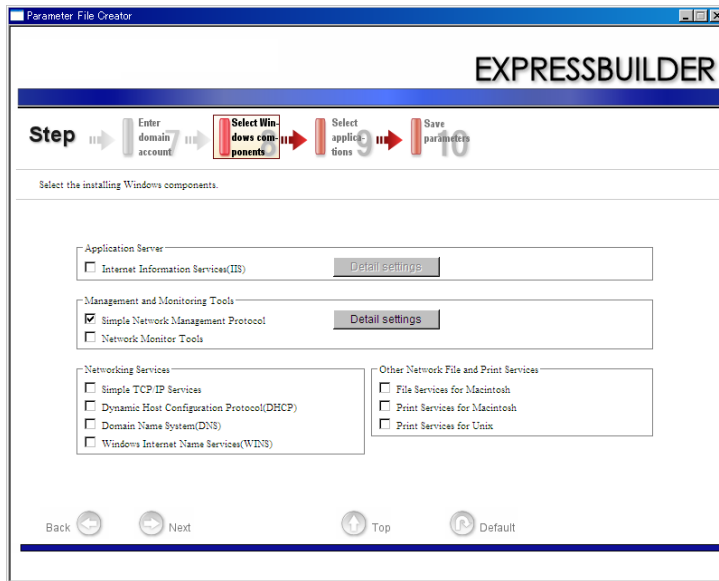 Parameter File Creator
EXPRESSBUILDER
Step
Enter
domain
account
7
Select Win-
dows com-
ponents
8
Select
applica-
tions
9
Save
parameters
10
Select the installing Windows components.
Application Server
Internet Information Services(IIS)
Detail settings
Management and Monitoring Tools
Simple Network Management Protocol
Detail settings
Network Monitor Tools
Networking Services
Simple TCP/IP Services
Dynamic Host Configuration Protocol(DHCP)
Domain Name System(DNS)
Windows Internet Name Services(WINS)
Other Network File and Print Services
File Services for Macintosh
Print Services for Macintosh
Print Services for Unix
Back
Next
Top
Default